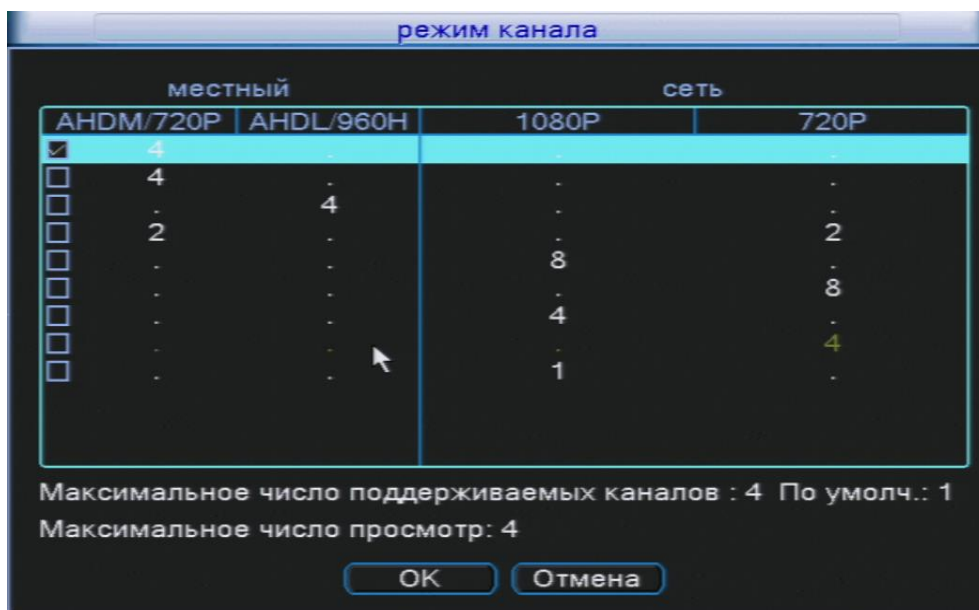 режим канала
местный сеть
AHDM/720P AHDL/960H 1080P 720P
4 . . .
4 . . .
. 4 . .
2 . . 2
. . 8 .
. . . 8
. . 4 .
. . . 4
. . 1 .
Максимальное число поддерживаемых каналов : 4 По умолч.: 1
Максимальное число просмотр: 4
OK Отмена